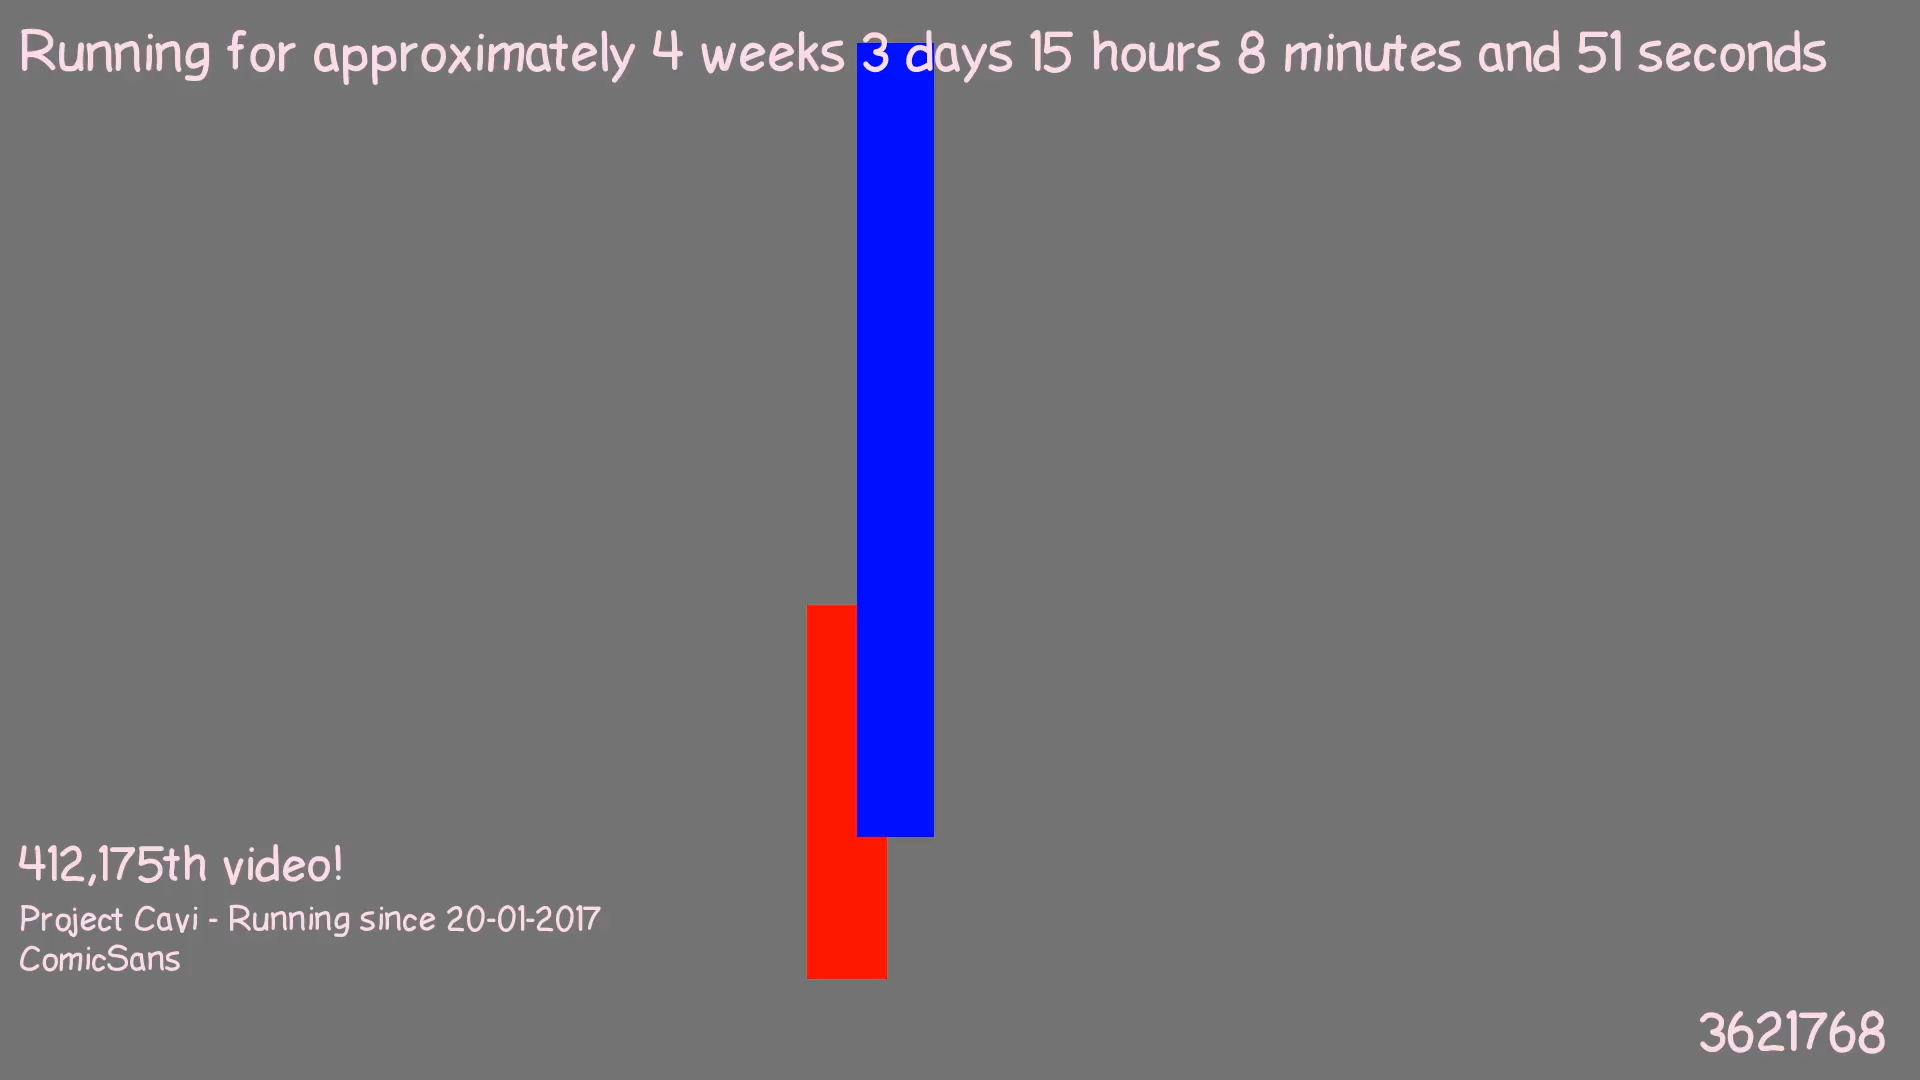 Running for approximately 4 weeks 3 days 15 hours 8 minutes and 51 seconds
412,175th video!
Project Cavi - Running since 20-01-2017
ComicSans
3621768